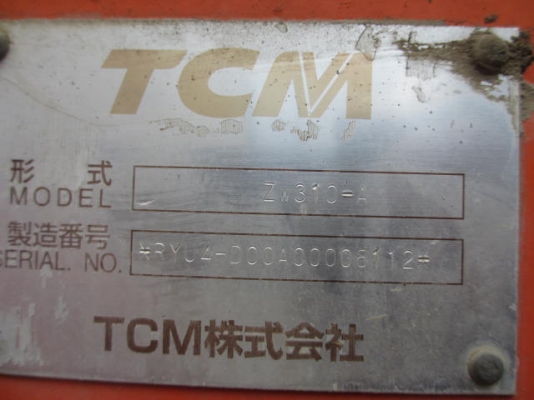 TCM
形式
MODEL ZW310-A
製造番号
SERIAL. NO. *RYU4-D00A00006112*
TCM株式会社